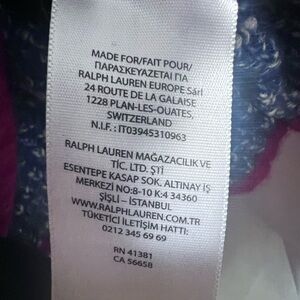 MADE FOR/FAIT POUR/
ΠΑΡΑΣΚΕΥΑΖΕΤΑΙ ΓΙΑ
RALPH LAUREN EUROPE Sàrl
24 ROUTE DE LA GALAISE
1228 PLAN-LES-OUATES,
SWITZERLAND
N.I.F. : IT03945310963
RALPH LAUREN MAĞAZACILIK VE
TİC. LTD. ŞTİ
ESENTEPE KASAP SOK. ALTINAY İŞ
MERKEZİ NO:8-10 K:4 34360
ŞİŞLİ – İSTANBUL
WWW.RALPHLAUREN.COM.TR
TÜKETİCİ İLETİŞİM HATTI:
0212 345 69 69
RN 41381
CA 56658